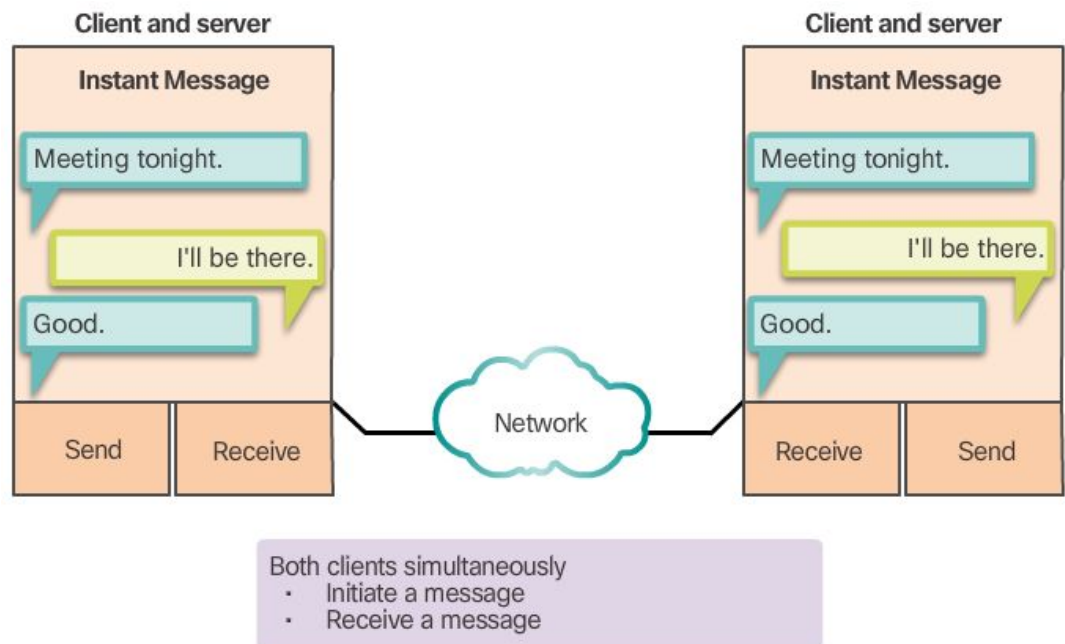 Client and server
Instant Message
Meeting tonight.
I'll be there.
Good.
Send
Receive
Network
Client and server
Instant Message
Meeting tonight.
I'll be there.
Good.
Receive
Send
Both clients simultaneously
· Initiate a message
· Receive a message